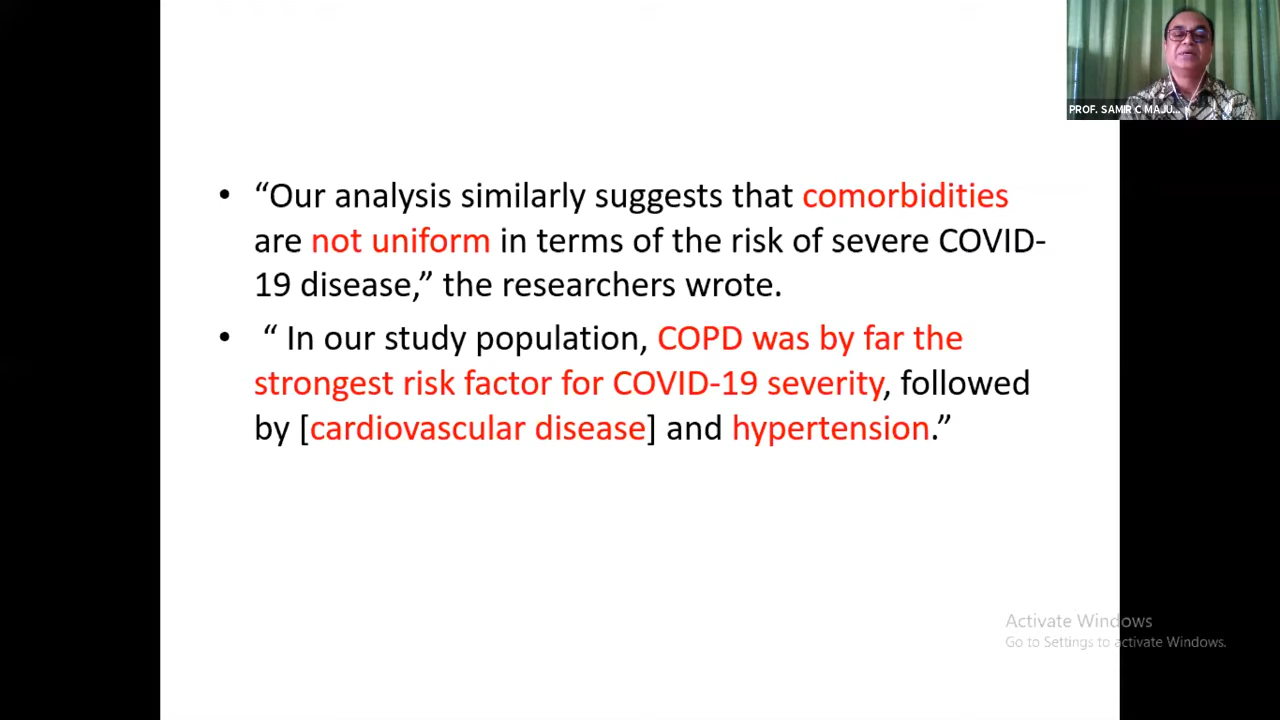 PROF. SAMIR C MAJU...
• “Our analysis similarly suggests that comorbidities
are not uniform in terms of the risk of severe COVID-
19 disease,” the researchers wrote.
• “ In our study population, COPD was by far the
strongest risk factor for COVID-19 severity, followed
by [cardiovascular disease] and hypertension.”
Activate Windows
Go to Settings to activate Windows.